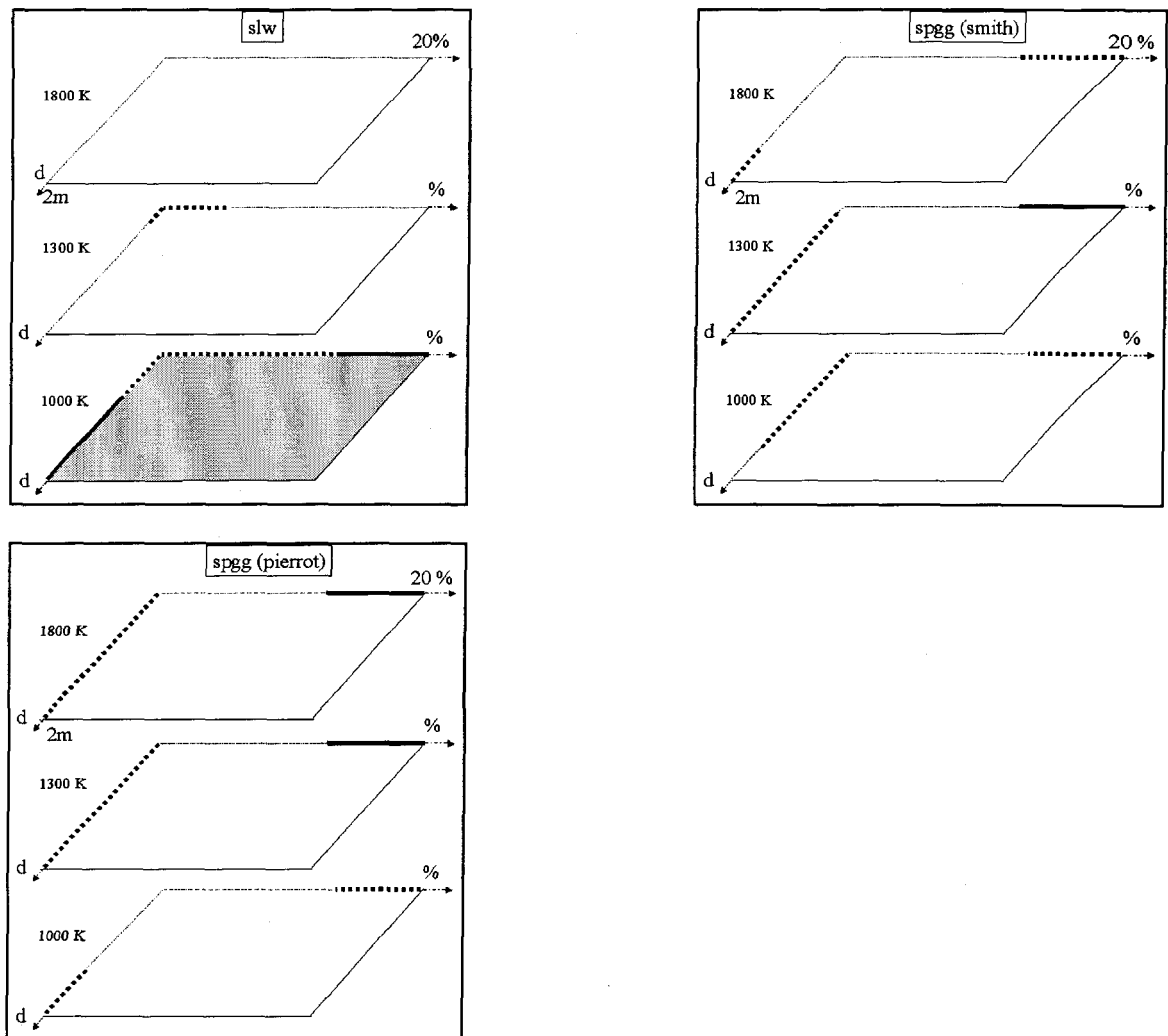 slw
20%
1800 K
d
2m
%
1300 K
d
%
1000 K
d
spgg (smith)
20 %
1800 K
d
2m
%
1300 K
d
%
1000 K
d
spgg (pierrot)
20 %
1800 K
d
2m
%
1300 K
d
%
1000 K
d